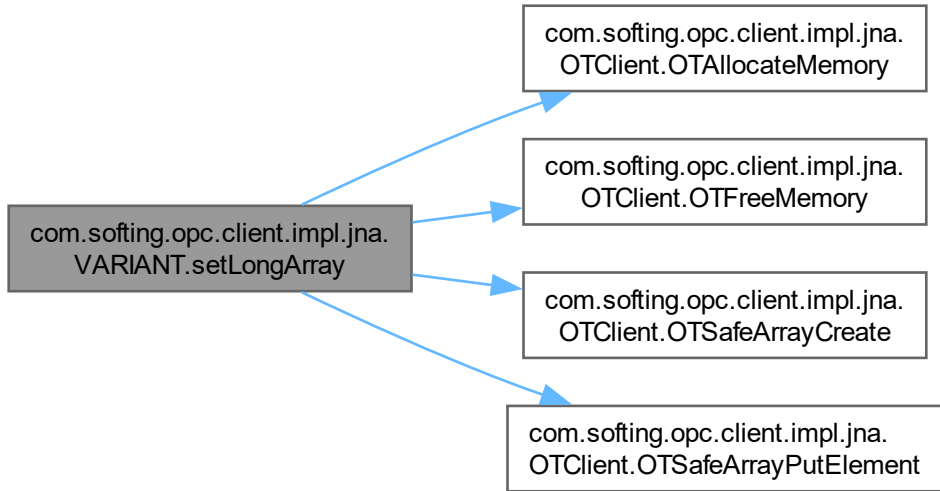 com.softing.opc.client.impl.jna.
OTClient.OTAllocateMemory
com.softing.opc.client.impl.jna.
OTClient.OTFreeMemory
com.softing.opc.client.impl.jna.
VARIANT.setLongArray
com.softing.opc.client.impl.jna.
OTClient.OTSafeArrayCreate
com.softing.opc.client.impl.jna.
OTClient.OTSafeArrayPutElement